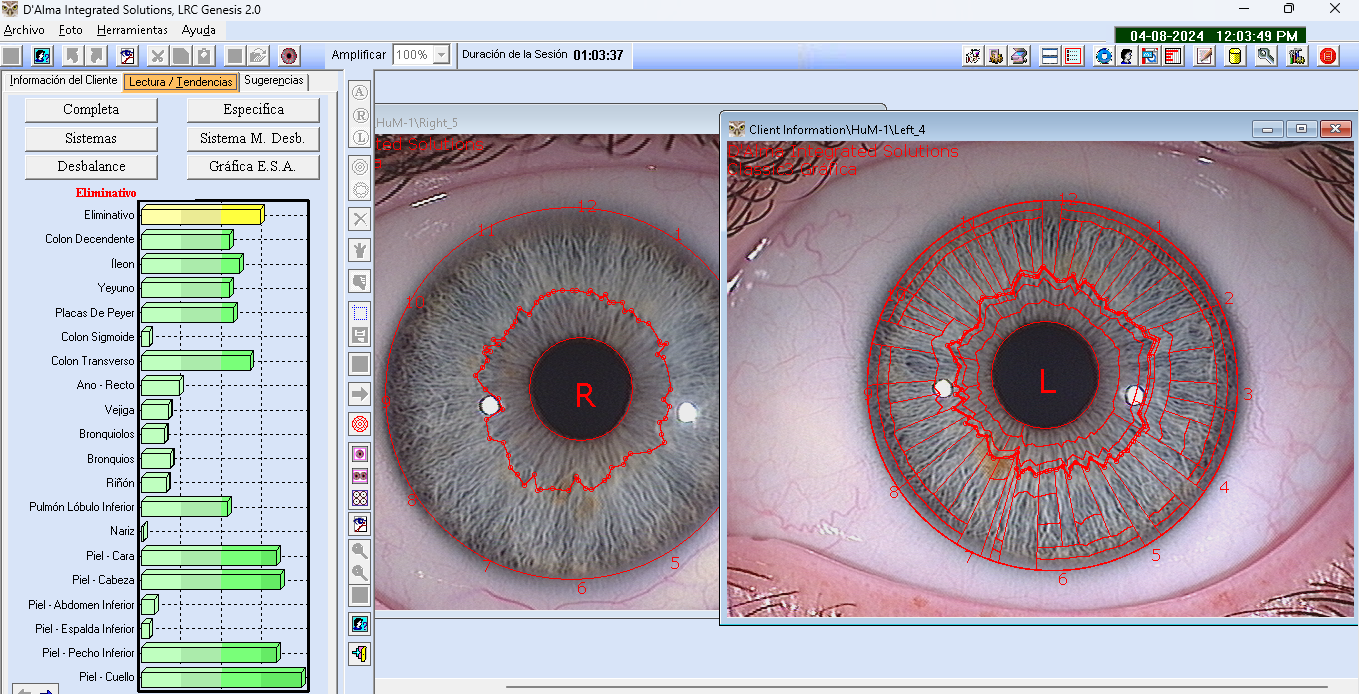 D'Alma Integrated Solutions, LRC Genesis 2.0
Archivo Foto Herramientas Ayuda
04-08-2024 12:03:49 PM
Amplificar 100% Duración de la Sesión 01:03:37
Información del Cliente Lectura / Tendencias Sugerencias
Completa Especifica
Sistemas Sistema M. Desb.
Desbalance Gráfica E.S.A.
Eliminativo
Eliminativo
Colon Decendente
Íleon
Yeyuno
Placas De Peyer
Colon Sigmoide
Colon Transverso
Ano - Recto
Vejiga
Bronquiolos
Bronquios
Riñón
Pulmón Lóbulo Inferior
Nariz
Piel - Cara
Piel - Cabeza
Piel - Abdomen Inferior
Piel - Espalda Inferior
Piel - Pecho Inferior
Piel - Cuello
A
R
L
HuM-1\Right_5
Solutions
12
11
1
10
R
8
7
6
5
Client Information\HuM-1\Left_4
D'Alma Integrated Solutions
Gráfica
12
1
2
3
L
4
5
6
7
8